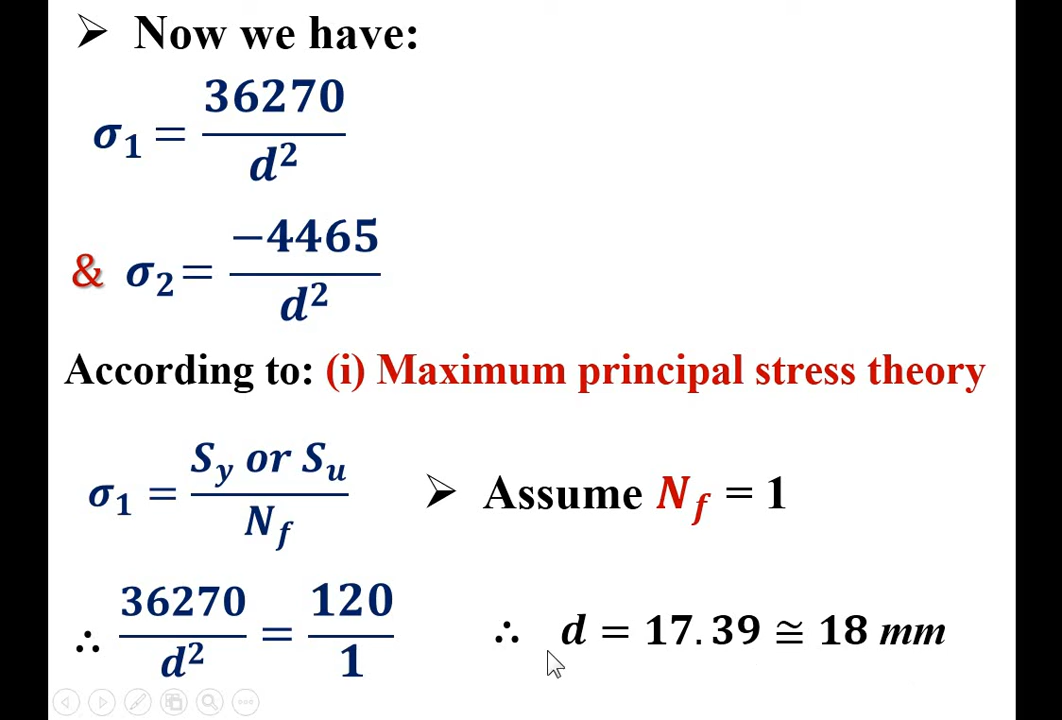 ➢ Now we have:
σ₁ = 36270 / d²
& σ₂ = −4465 / d²
According to: (i) Maximum principal stress theory
σ₁ = S_y or S_u / N_f ➢ Assume N_f = 1
∴ 36270 / d² = 120 / 1 ∴ d = 17.39 ≅ 18 mm